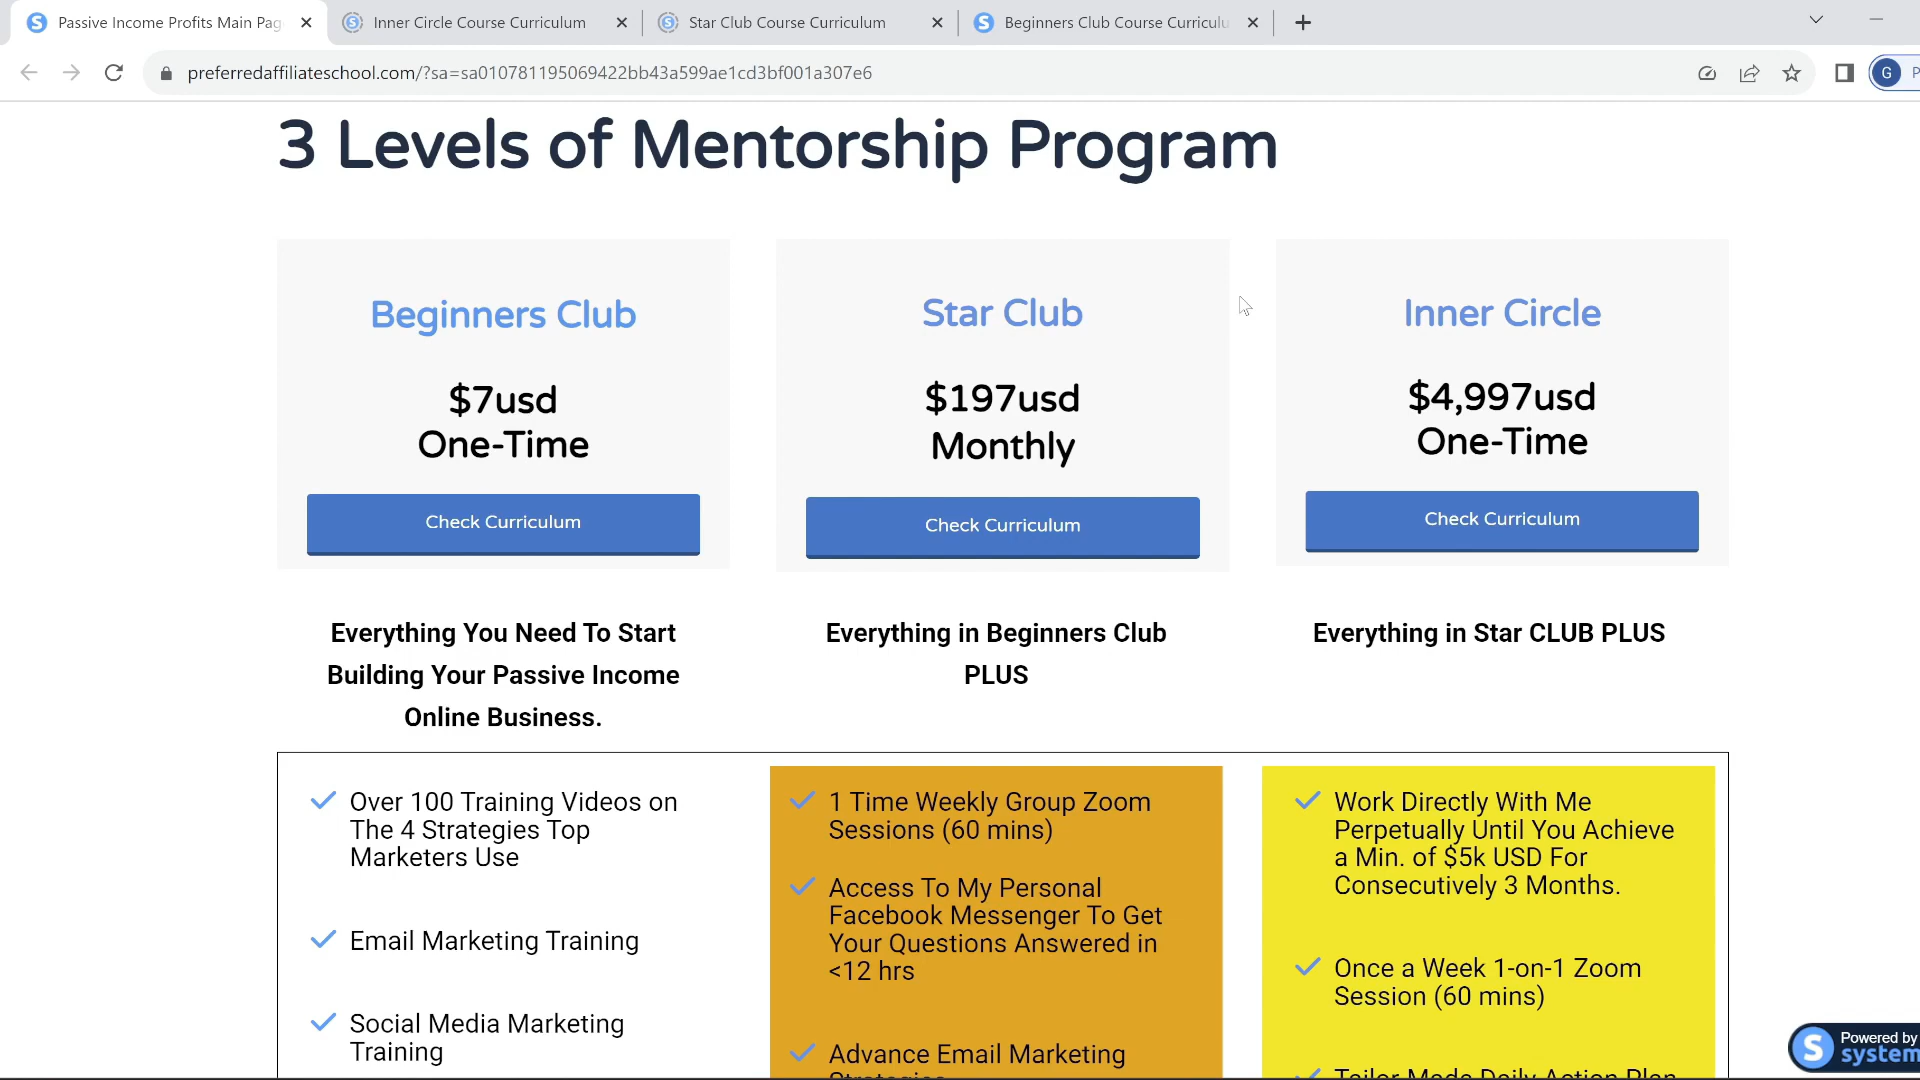 Passive Income Profits Main Pag
Inner Circle Course Curriculum
Star Club Course Curriculum
Beginners Club Course Curriculu
preferredaffiliateschool.com/?sa=sa010781195069422bb43a599ae1cd3bf001a307e6
G
P
3 Levels of Mentorship Program
Beginners Club
$7usd
One-Time
Check Curriculum
Everything You Need To Start
Building Your Passive Income
Online Business.
Over 100 Training Videos on
The 4 Strategies Top
Marketers Use
Email Marketing Training
Social Media Marketing
Training
Star Club
$197usd
Monthly
Check Curriculum
Everything in Beginners Club
PLUS
1 Time Weekly Group Zoom
Sessions (60 mins)
Access To My Personal
Facebook Messenger To Get
Your Questions Answered in
<12 hrs
Advance Email Marketing
Strategies
Inner Circle
$4,997usd
One-Time
Check Curriculum
Everything in Star CLUB PLUS
Work Directly With Me
Perpetually Until You Achieve
a Min. of $5k USD For
Consecutively 3 Months.
Once a Week 1-on-1 Zoom
Session (60 mins)
Tailor Made Daily Action Plan
Powered by
system